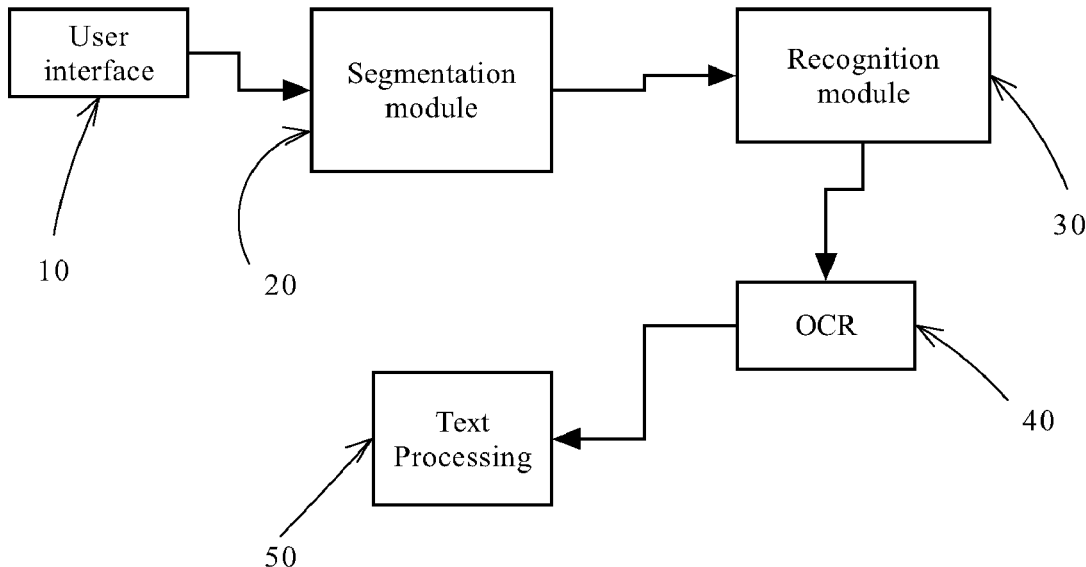 User
interface
Segmentation
module
Recognition
module
10
20
30
OCR
40
Text
Processing
50